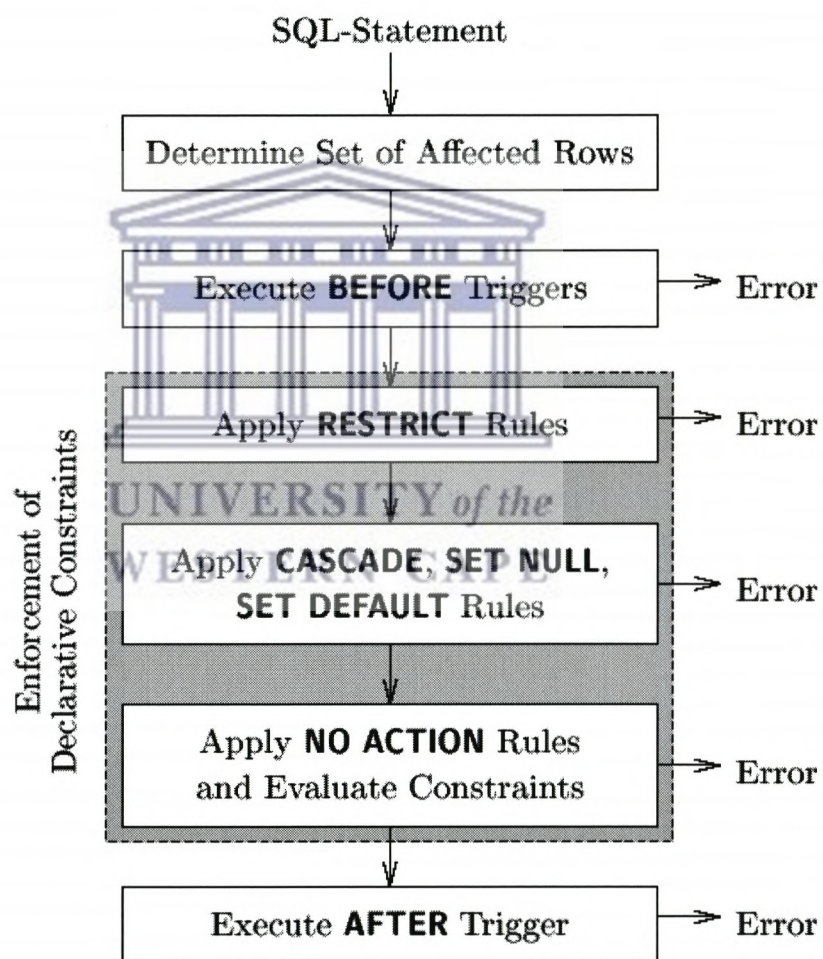 SQL-Statement
Determine Set of Affected Rows
Execute BEFORE Triggers
Error
Apply RESTRICT Rules
Error
UNIVERSITY of the
WESTERN CAPE
Apply CASCADE, SET NULL,
SET DEFAULT Rules
Error
Apply NO ACTION Rules
and Evaluate Constraints
Error
Enforcement of
Declarative Constraints
Execute AFTER Trigger
Error